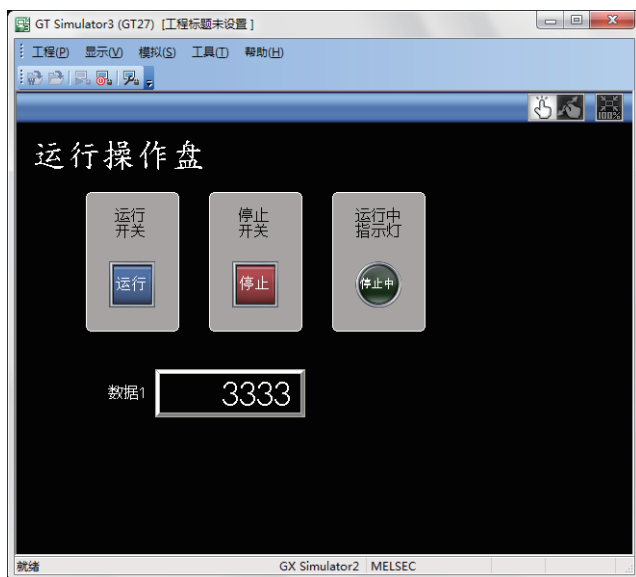 GT Simulator3 (GT27) [工程标题未设置 ]
工程(P) 显示(V) 模拟(S) 工具(T) 帮助(H)
100%
运行操作盘
运行
开关
运行
停止
开关
停止
运行中
指示灯
停止中
数据1 3333
就绪 GX Simulator2 MELSEC